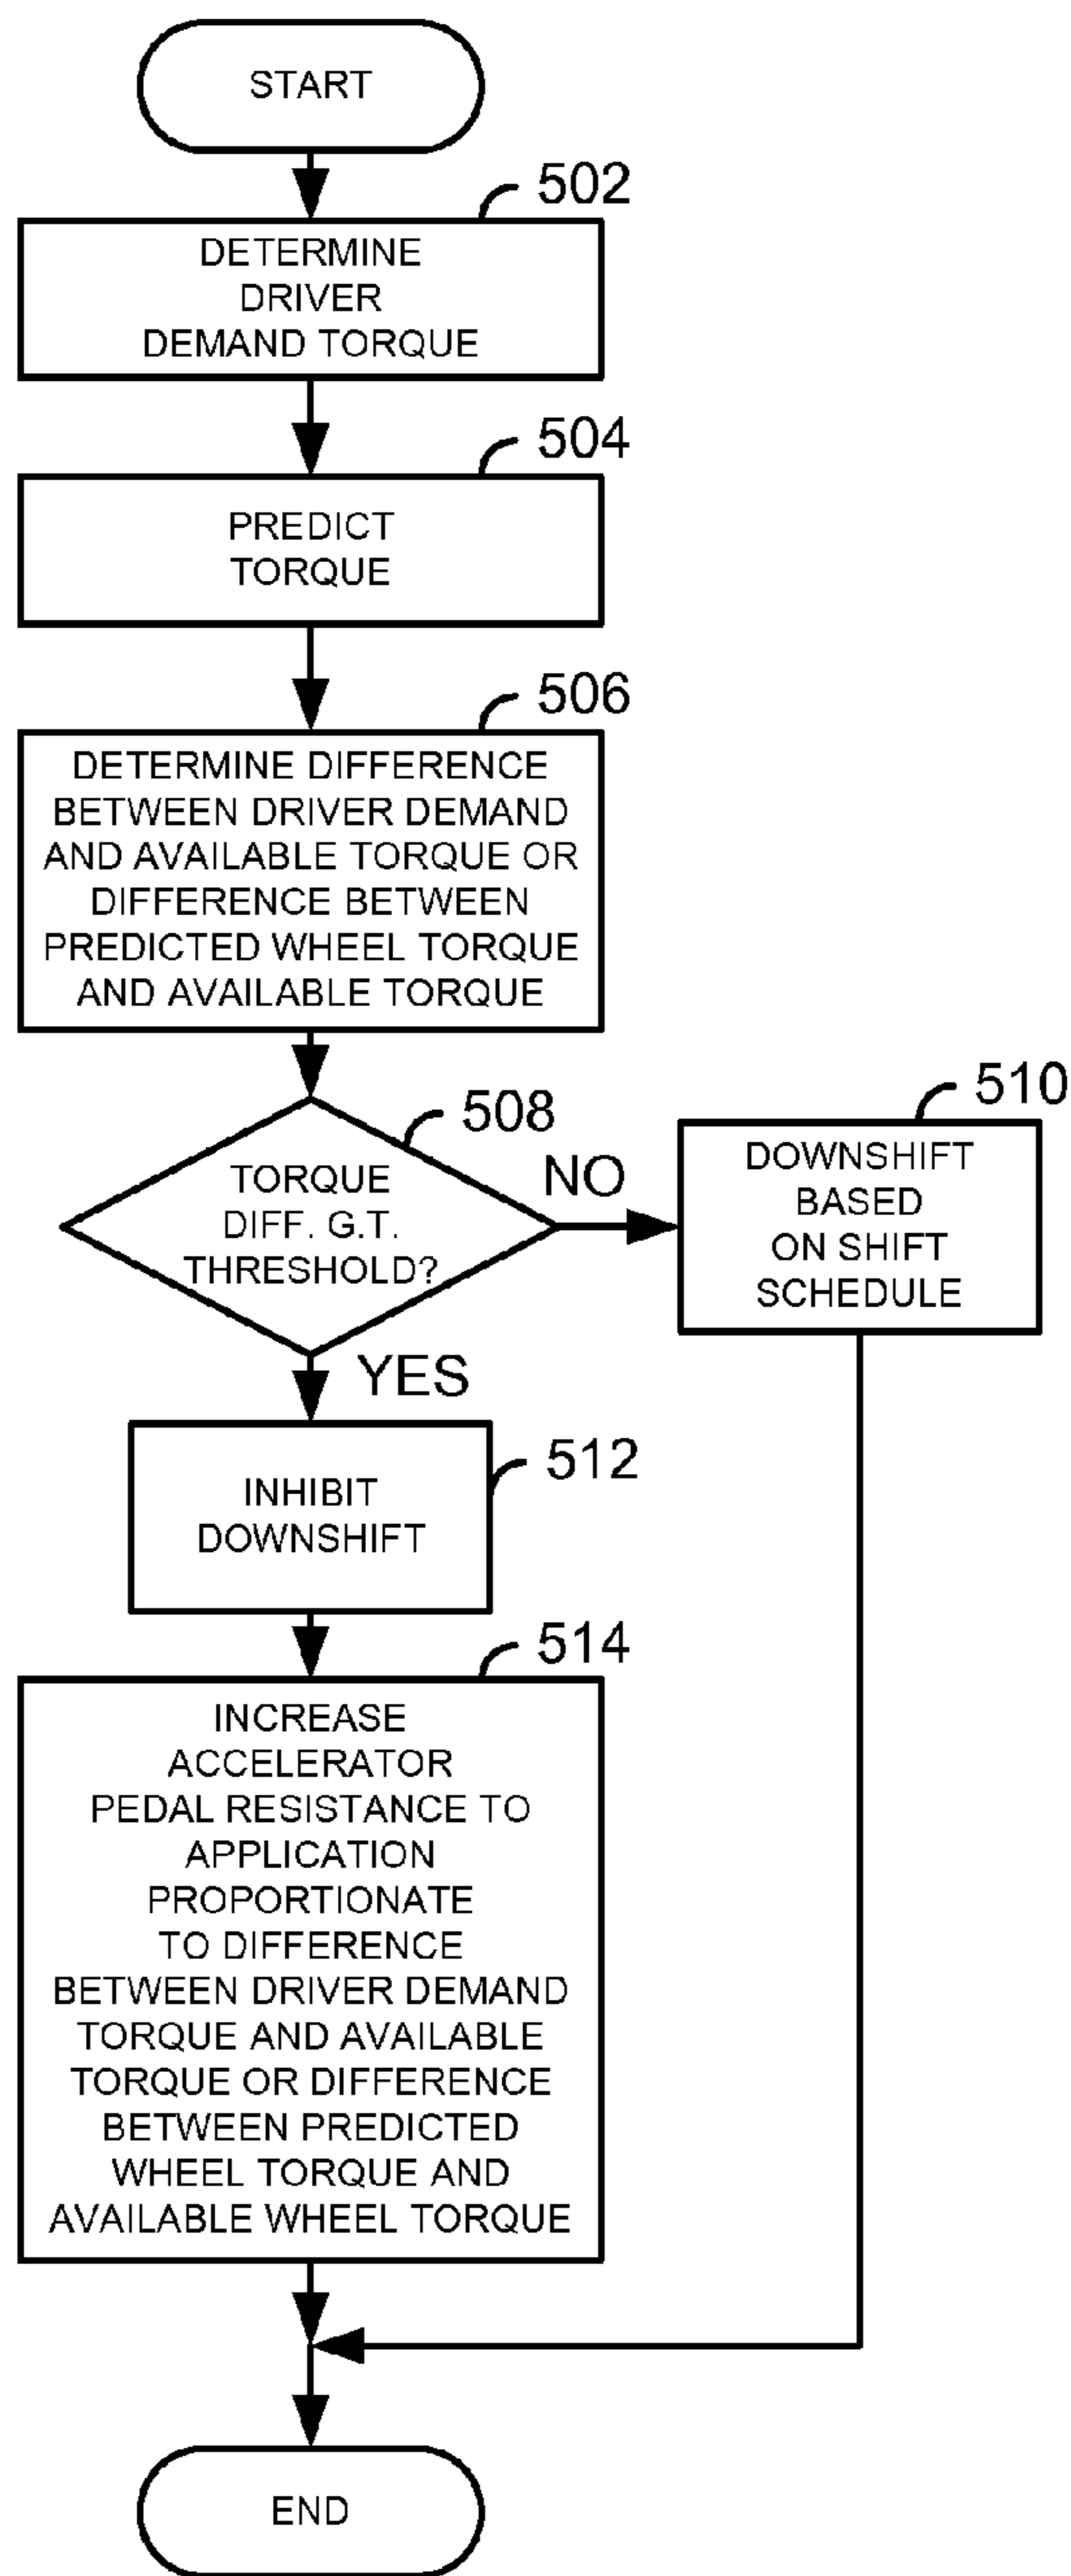 START
502
DETERMINE
DRIVER
DEMAND TORQUE
504
PREDICT
TORQUE
506
DETERMINE DIFFERENCE
BETWEEN DRIVER DEMAND
AND AVAILABLE TORQUE OR
DIFFERENCE BETWEEN
PREDICTED WHEEL TORQUE
AND AVAILABLE TORQUE
508
TORQUE
DIFF. G.T.
THRESHOLD?
NO
510
DOWNSHIFT
BASED
ON SHIFT
SCHEDULE
YES
512
INHIBIT
DOWNSHIFT
514
INCREASE
ACCELERATOR
PEDAL RESISTANCE TO
APPLICATION
PROPORTIONATE
TO DIFFERENCE
BETWEEN DRIVER DEMAND
TORQUE AND AVAILABLE
TORQUE OR DIFFERENCE
BETWEEN PREDICTED
WHEEL TORQUE AND
AVAILABLE WHEEL TORQUE
END